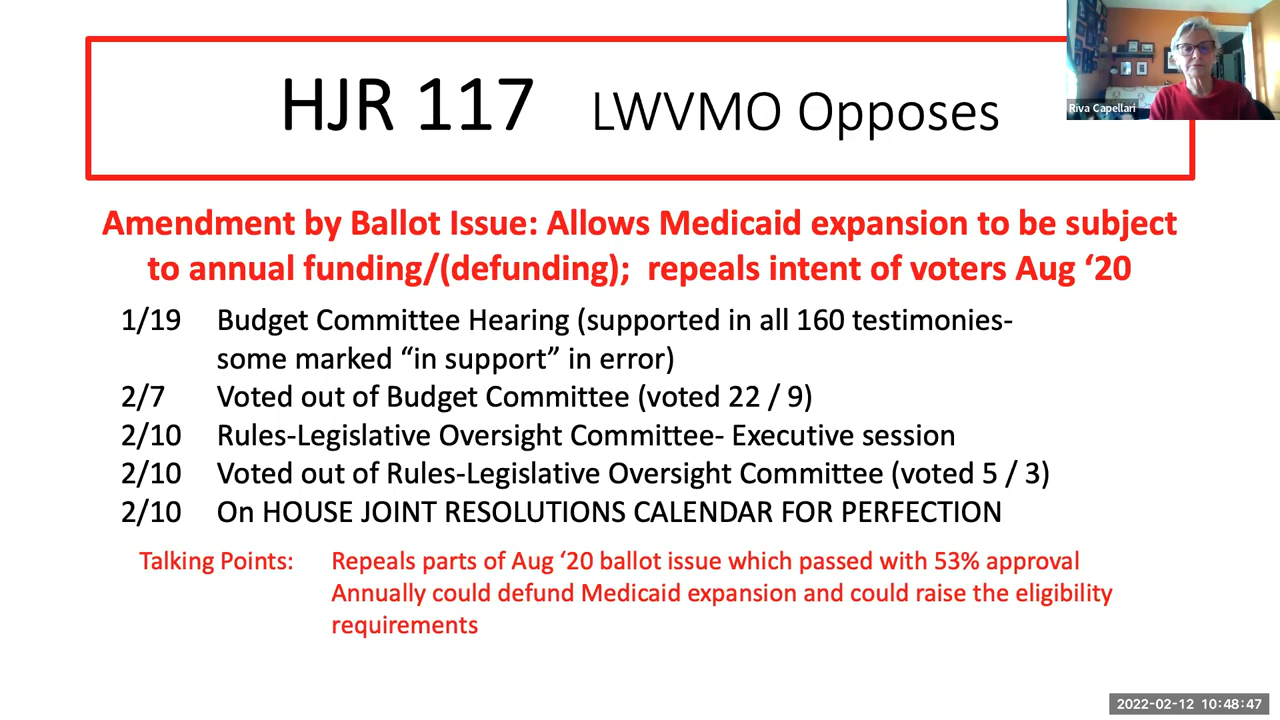 HJR 117 LWVMO Opposes
Riva Capellari
Amendment by Ballot Issue: Allows Medicaid expansion to be subject
to annual funding/(defunding); repeals intent of voters Aug ‘20
1/19 Budget Committee Hearing (supported in all 160 testimonies-
some marked “in support” in error)
2/7 Voted out of Budget Committee (voted 22 / 9)
2/10 Rules-Legislative Oversight Committee- Executive session
2/10 Voted out of Rules-Legislative Oversight Committee (voted 5 / 3)
2/10 On HOUSE JOINT RESOLUTIONS CALENDAR FOR PERFECTION
Talking Points: Repeals parts of Aug ‘20 ballot issue which passed with 53% approval
Annually could defund Medicaid expansion and could raise the eligibility
requirements
2022-02-12 10:48:47